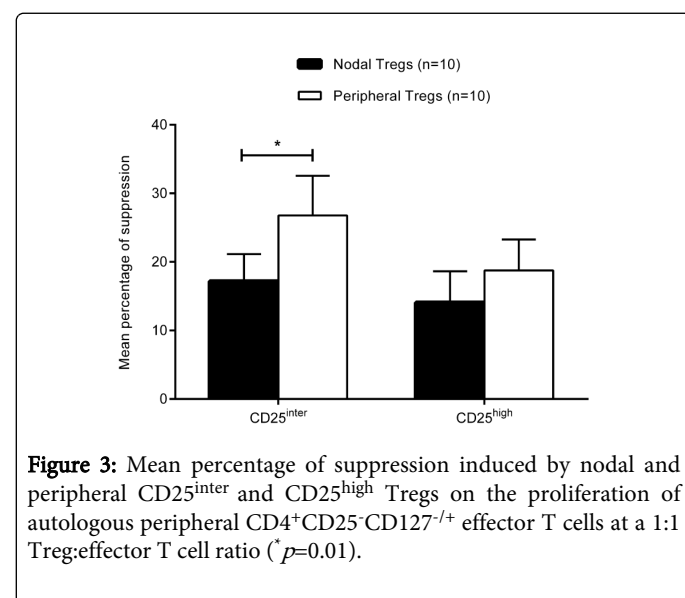 Nodal Tregs (n=10)
Peripheral Tregs (n=10)
Mean percentage of suppression
40
30
20
10
0
*
CD25inter
CD25high
Figure 3: Mean percentage of suppression induced by nodal and
peripheral CD25inter and CD25high Tregs on the proliferation of
autologous peripheral CD4+CD25-CD127-/+ effector T cells at a 1:1
Treg:effector T cell ratio (*p=0.01).